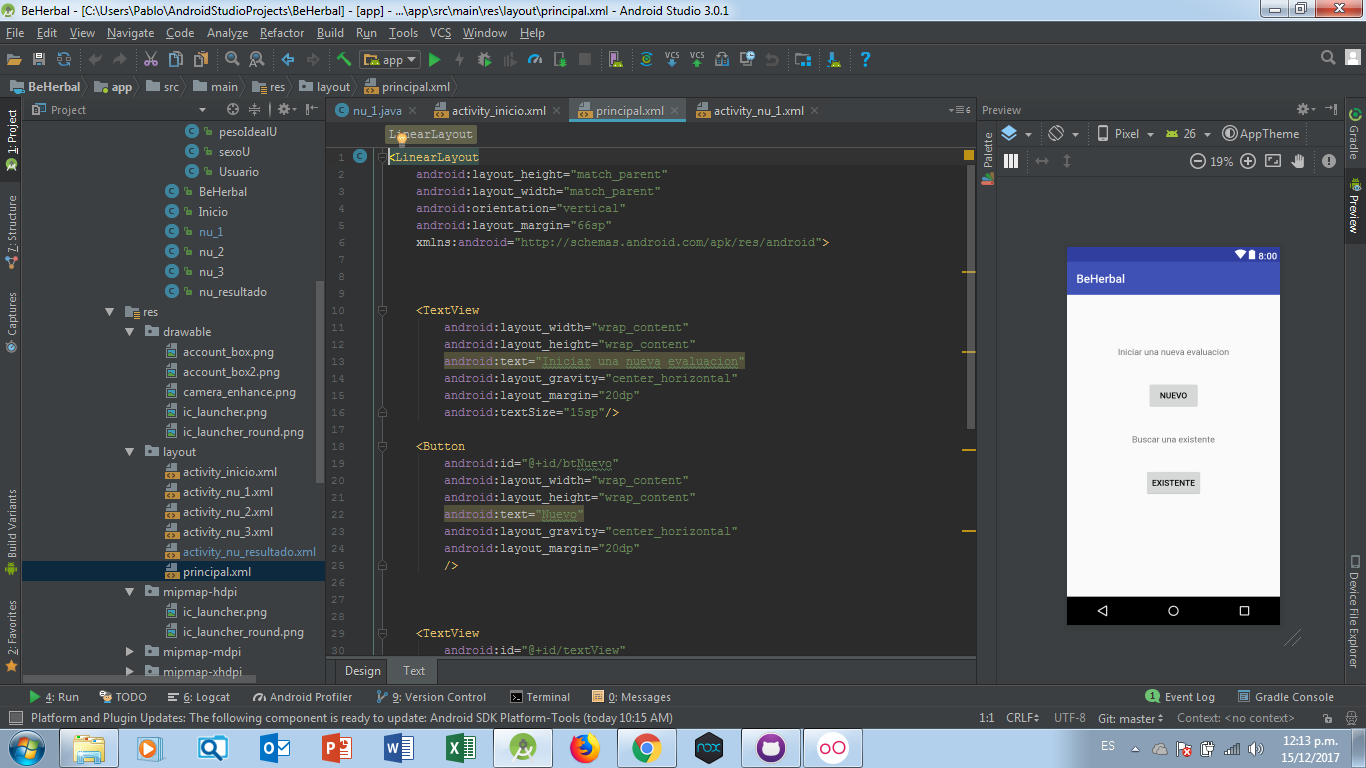 BeHerbal - [C:\Users\Pablo\AndroidStudioProjects\BeHerbal] - [app] - ...\app\src\main\res\layout\principal.xml - Android Studio 3.0.1
File Edit View Navigate Code Analyze Refactor Build Run Tools VCS Window Help
app VCS VCS
BeHerbal app src main res layout principal.xml
Project
nu_1.java activity_inicio.xml principal.xml activity_nu_1.xml 6
Preview
1: Project
7: Structure
Captures
Build Variants
2: Favorites
pesoIdealU
sexoU
Usuario
BeHerbal
Inicio
nu_1
nu_2
nu_3
nu_resultado
res
drawable
account_box.png
account_box2.png
camera_enhance.png
ic_launcher.png
ic_launcher_round.png
layout
activity_inicio.xml
activity_nu_1.xml
activity_nu_2.xml
activity_nu_3.xml
activity_nu_resultado.xml
principal.xml
mipmap-hdpi
ic_launcher.png
ic_launcher_round.png
mipmap-mdpi
mipmap-xhdpi
LinearLayout
1 <LinearLayout
2 android:layout_height="match_parent"
3 android:layout_width="match_parent"
4 android:orientation="vertical"
5 android:layout_margin="66sp"
6 xmlns:android="http://schemas.android.com/apk/res/android">
7
8
9
10 <TextView
11 android:layout_width="wrap_content"
12 android:layout_height="wrap_content"
13 android:text="Iniciar una nueva evaluacion"
14 android:layout_gravity="center_horizontal"
15 android:layout_margin="20dp"
16 android:textSize="15sp"/>
17
18 <Button
19 android:id="@+id/btNuevo"
20 android:layout_width="wrap_content"
21 android:layout_height="wrap_content"
22 android:text="Nuevo"
23 android:layout_gravity="center_horizontal"
24 android:layout_margin="20dp"
25 />
26
27
28
29 <TextView
30 android:id="@+id/textView"
Design Text
Palette
Pixel 26 AppTheme
19%
8:00
BeHerbal
Iniciar una nueva evaluacion
NUEVO
Buscar una existente
EXISTENTE
Gradle
Preview
Device File Explorer
4: Run TODO 6: Logcat Android Profiler 9: Version Control Terminal 0: Messages 1 Event Log Gradle Console
Platform and Plugin Updates: The following component is ready to update: Android SDK Platform-Tools (today 10:15 AM) 1:1 CRLF UTF-8 Git: master Context: <no context>
nox
ES
12:13 p.m.
15/12/2017